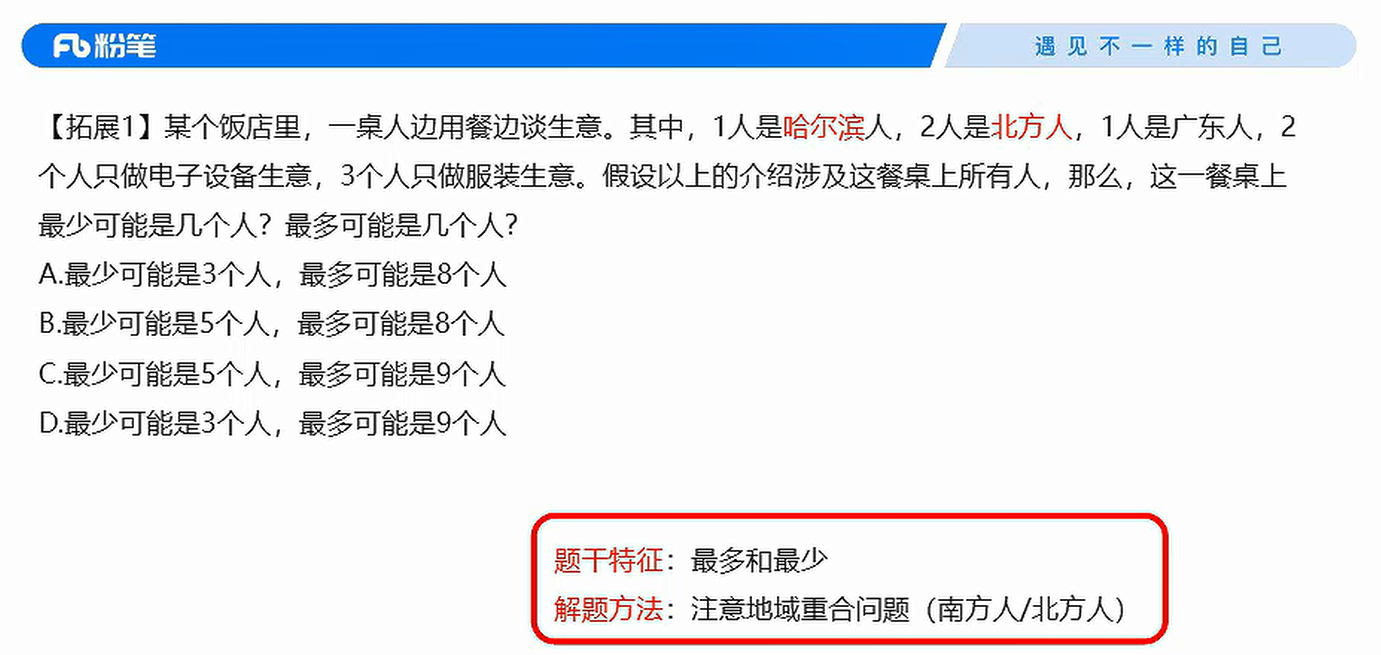 粉笔
遇见不一样的自己
【拓展1】某个饭店里，一桌人边用餐边谈生意。其中，1人是哈尔滨人，2人是北方人，1人是广东人，2
个人只做电子设备生意，3个人只做服装生意。假设以上的介绍涉及这餐桌上所有人，那么，这一餐桌上
最少可能是几个人？最多可能是几个人？
A.最少可能是3个人，最多可能是8个人
B.最少可能是5个人，最多可能是8个人
C.最少可能是5个人，最多可能是9个人
D.最少可能是3个人，最多可能是9个人
题干特征：最多和最少
解题方法：注意地域重合问题（南方人/北方人）